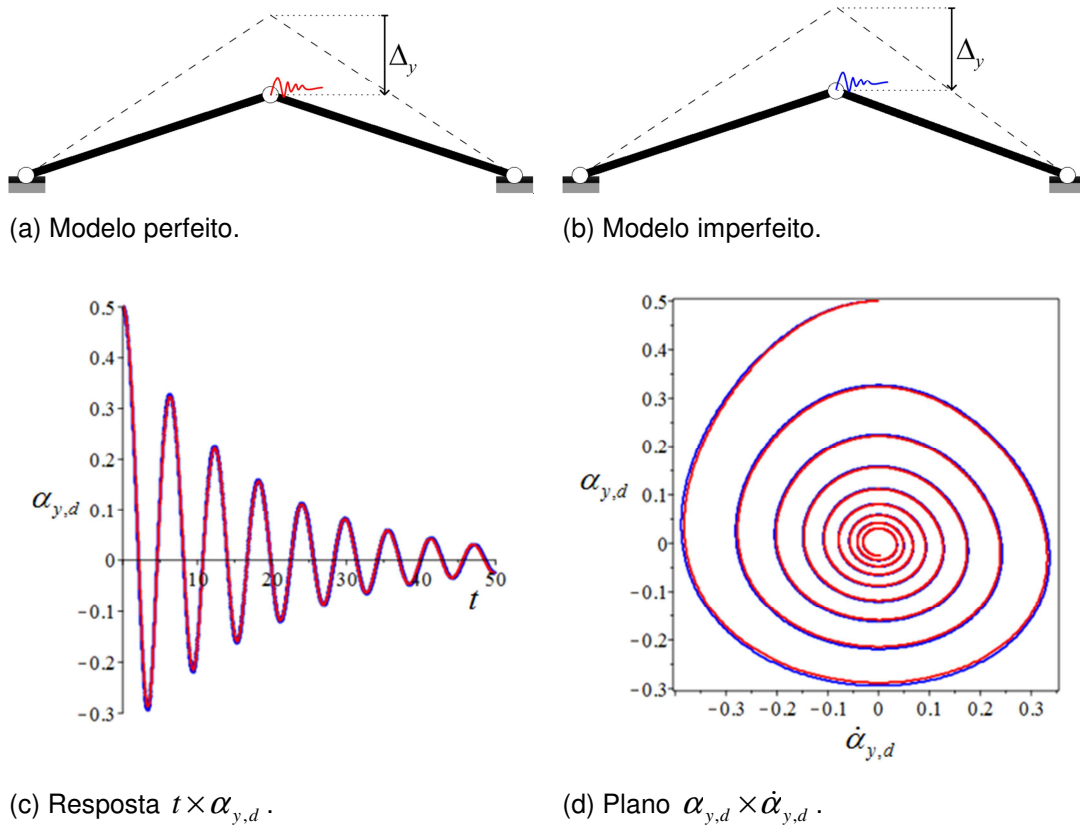 Δy
Δy
(a) Modelo perfeito.
(b) Modelo imperfeito.
0.5
0.4
0.3
0.2
αy,d
0.1
0
10
20
30
40
50
t
−0.1
−0.2
−0.3
(c) Resposta t × αy,d .
0.5
0.4
0.3
0.2
αy,d
0.1
0
−0.1
−0.2
−0.3
−0.3 −0.2 −0.1 0 0.1 0.2 0.3
α̇y,d
(d) Plano αy,d × α̇y,d .